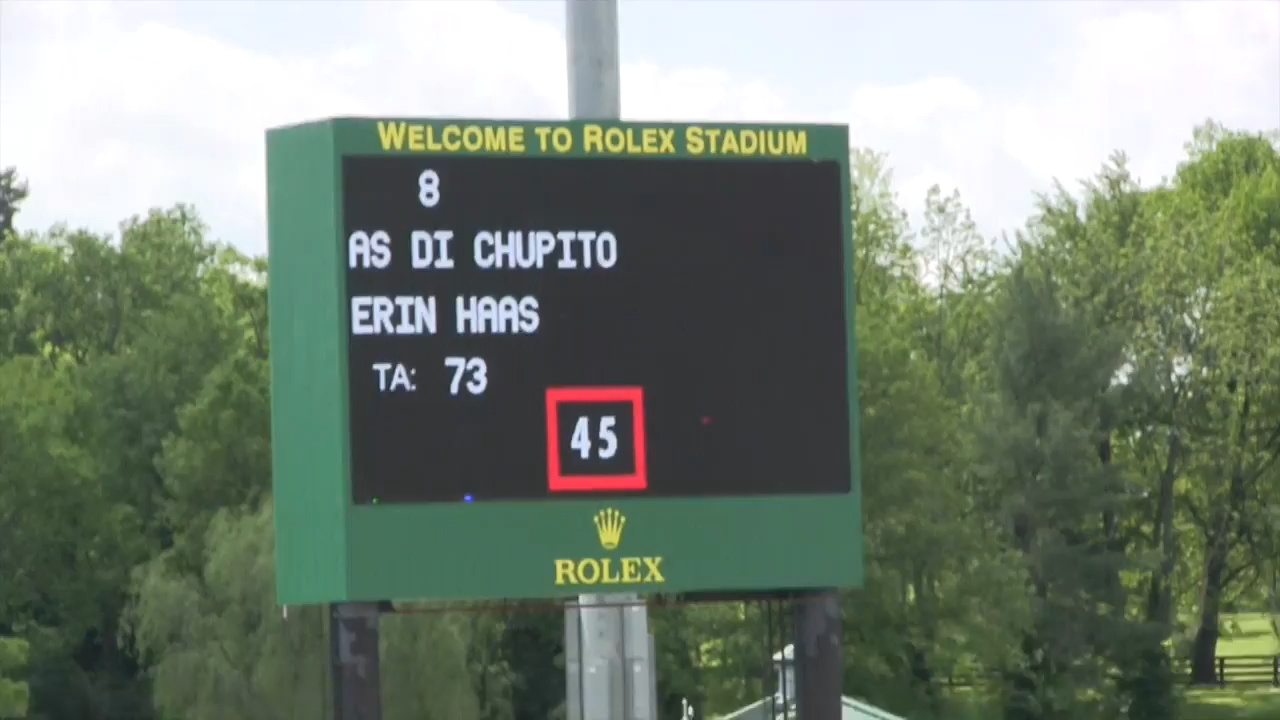 WELCOME TO ROLEX STADIUM
8
AS DI CHUPITO
ERIN HAAS
TA: 73
45
ROLEX